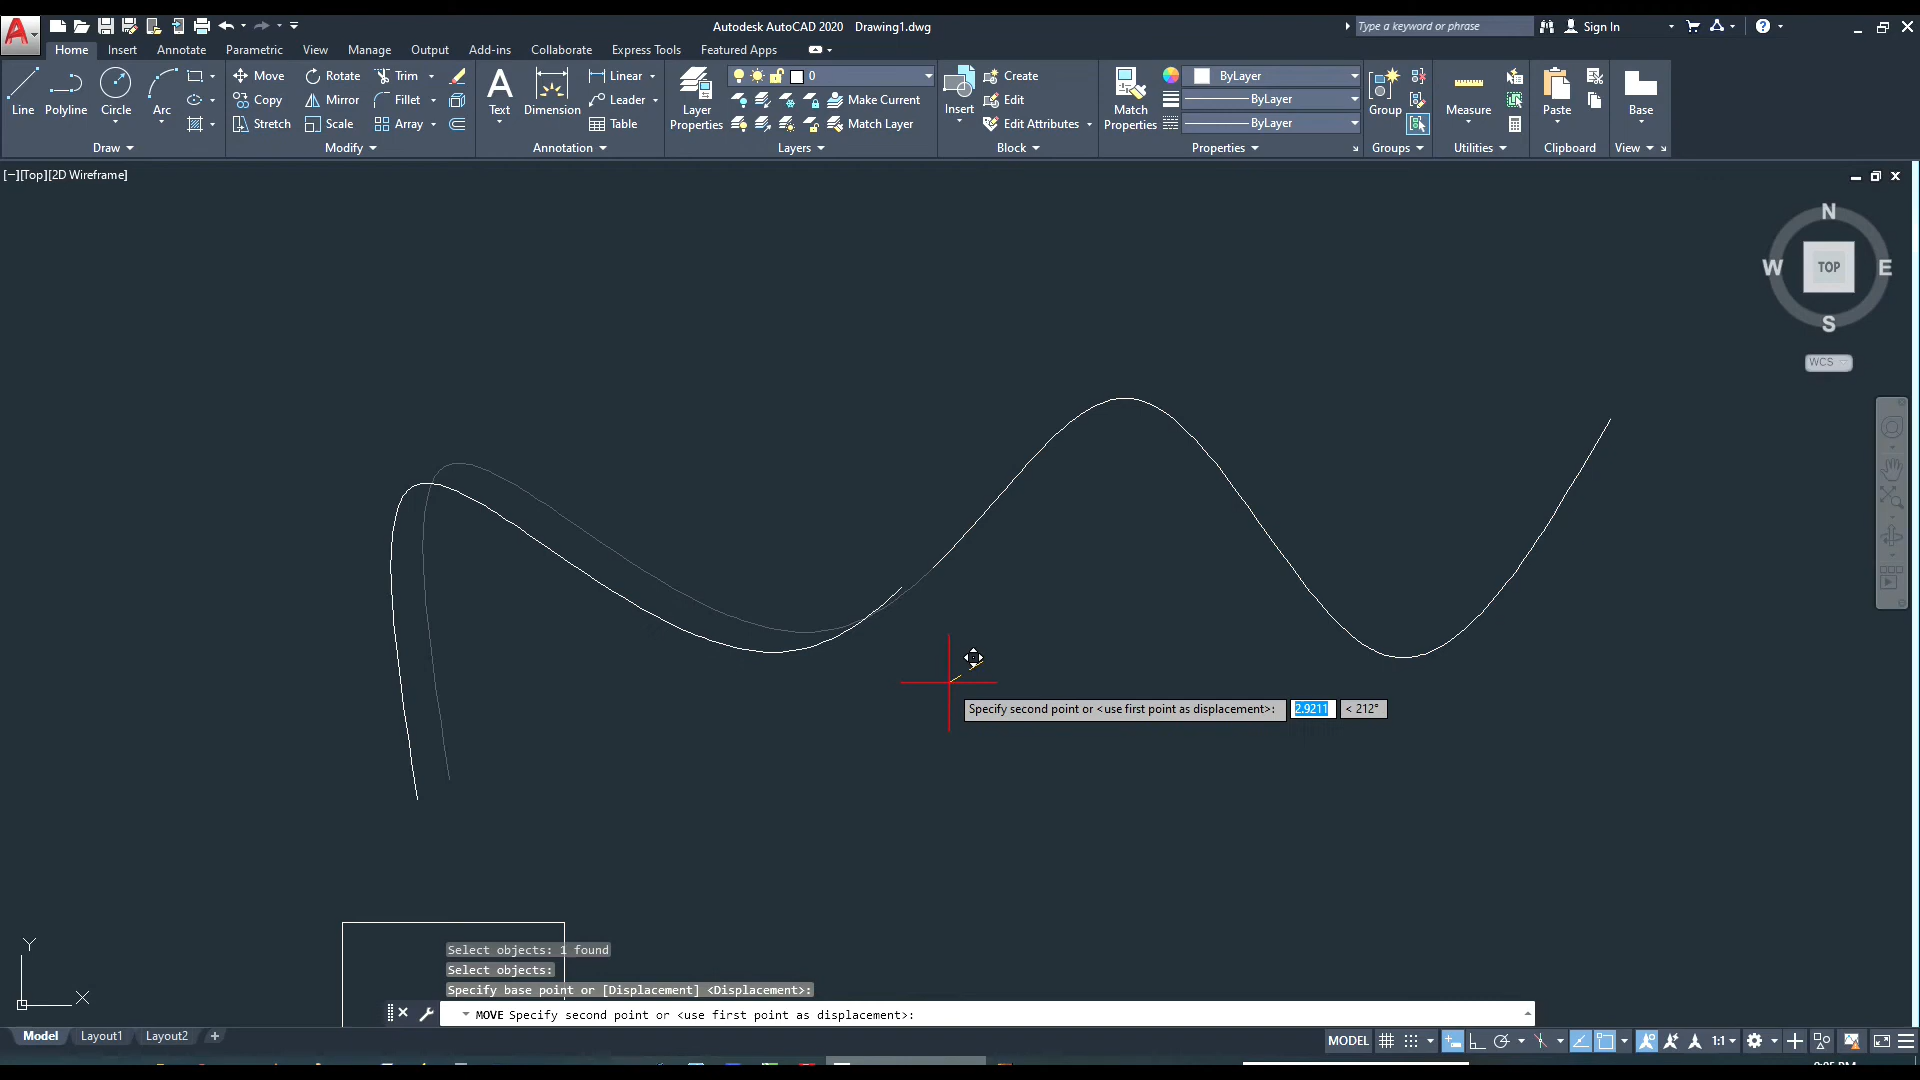 Autodesk AutoCAD 2020 Drawing1.dwg
Type a keyword or phrase
Sign In
Home Insert Annotate Parametric View Manage Output Add-ins Collaborate Express Tools Featured Apps
Line Polyline Circle Arc
Draw
Move Rotate Trim
Copy Mirror Fillet
Stretch Scale Array
Modify
Text Dimension
Linear
Leader
Table
Annotation
Layer Properties
0
Make Current
Match Layer
Layers
Insert
Create
Edit
Edit Attributes
Block
Match Properties
ByLayer
ByLayer
ByLayer
Properties
Group
Groups
Measure
Utilities
Paste
Clipboard
Base
View
[−][Top][2D Wireframe]
N
W TOP E
S
WCS
Specify second point or <use first point as displacement>: 2.9211 < 212°
Y
X
Select objects: 1 found
Select objects:
Specify base point or [Displacement] <Displacement>:
MOVE Specify second point or <use first point as displacement>:
Model Layout1 Layout2 +
MODEL 1:1